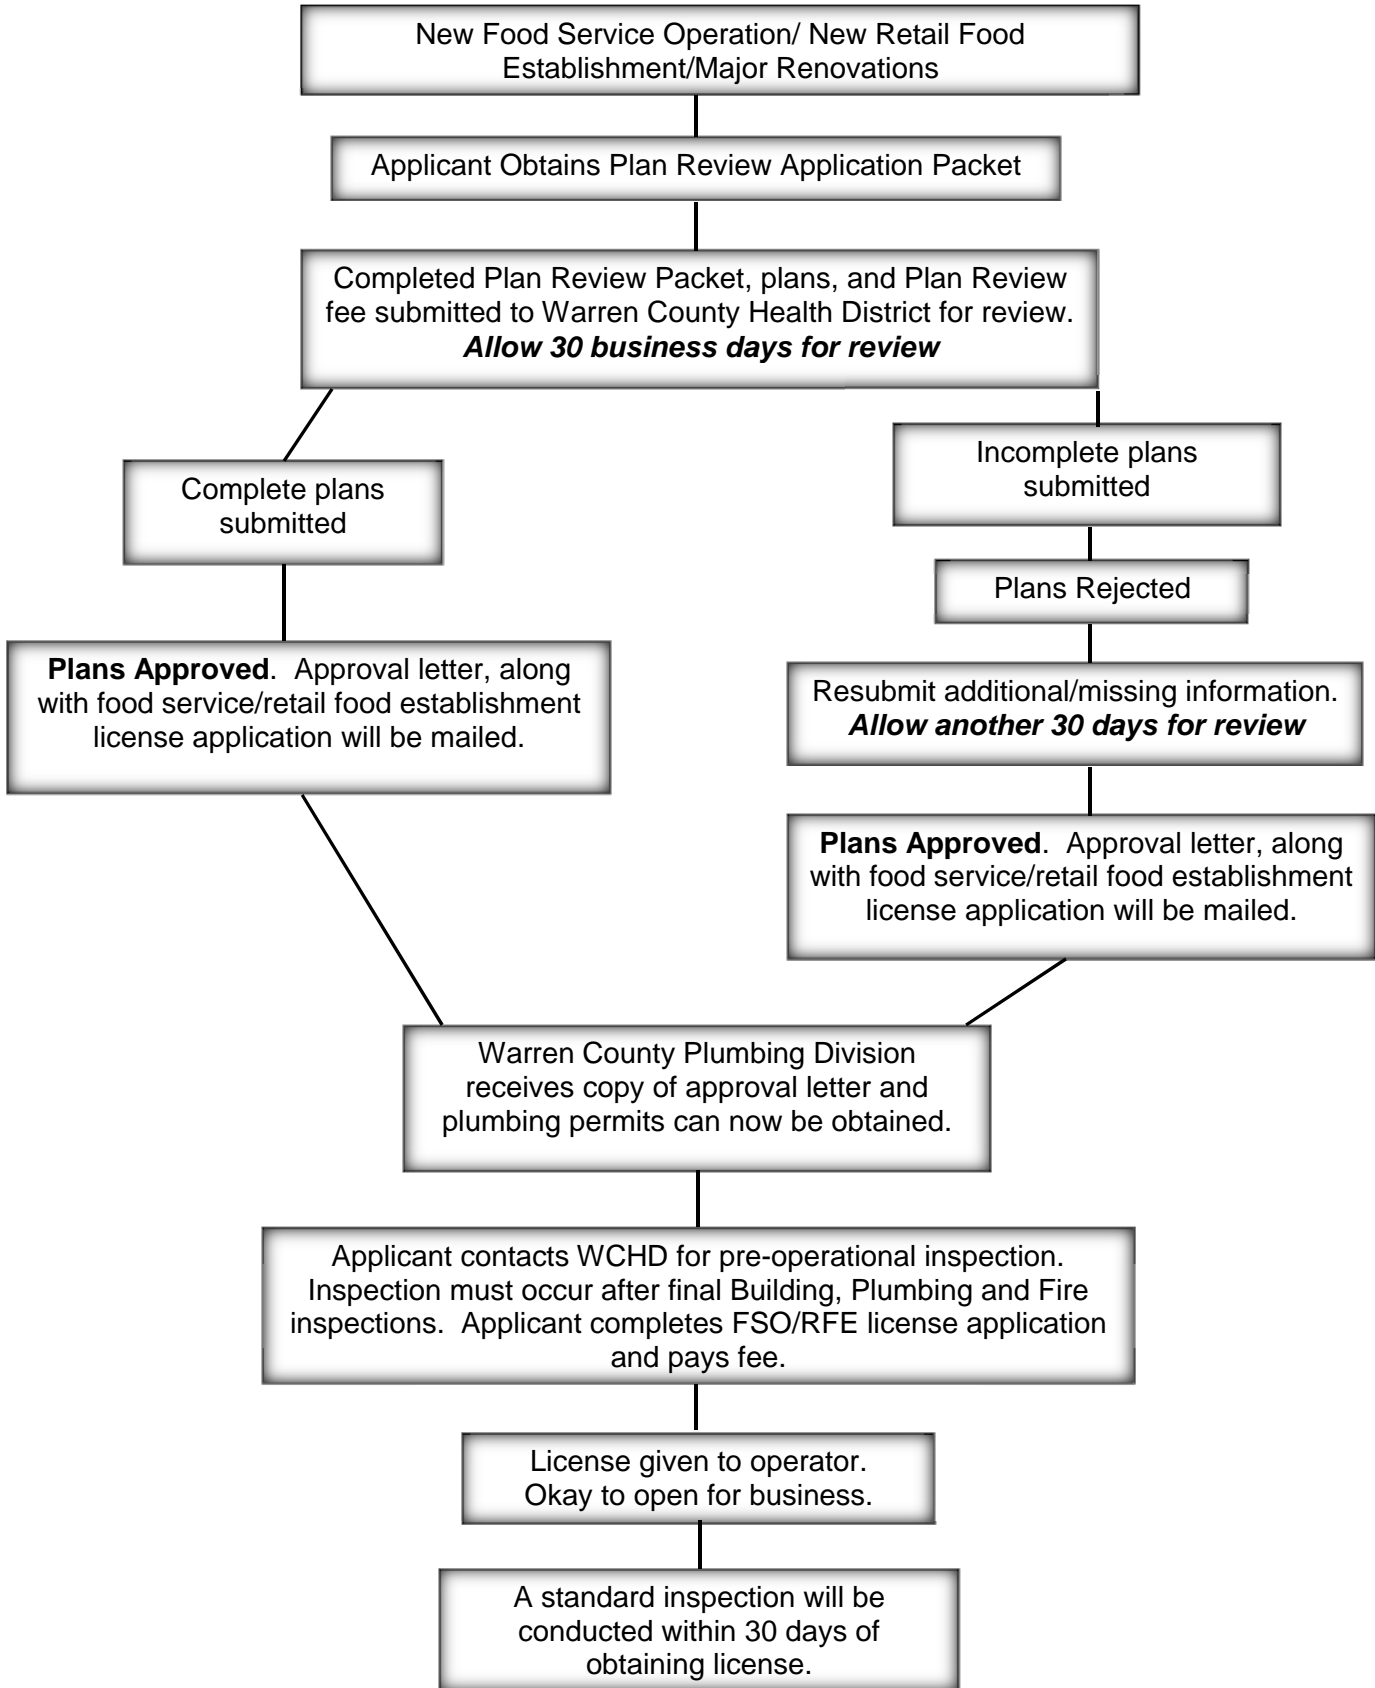 New Food Service Operation/ New Retail Food
Establishment/Major Renovations
Applicant Obtains Plan Review Application Packet
Completed Plan Review Packet, plans, and Plan Review
fee submitted to Warren County Health District for review.
Allow 30 business days for review
Complete plans
submitted
Incomplete plans
submitted
Plans Rejected
Plans Approved.  Approval letter, along
with food service/retail food establishment
license application will be mailed.
Resubmit additional/missing information.
Allow another 30 days for review
Plans Approved.  Approval letter, along
with food service/retail food establishment
license application will be mailed.
Warren County Plumbing Division
receives copy of approval letter and
plumbing permits can now be obtained.
Applicant contacts WCHD for pre-operational inspection.
Inspection must occur after final Building, Plumbing and Fire
inspections.  Applicant completes FSO/RFE license application
and pays fee.
License given to operator.
Okay to open for business.
A standard inspection will be
conducted within 30 days of
obtaining license.